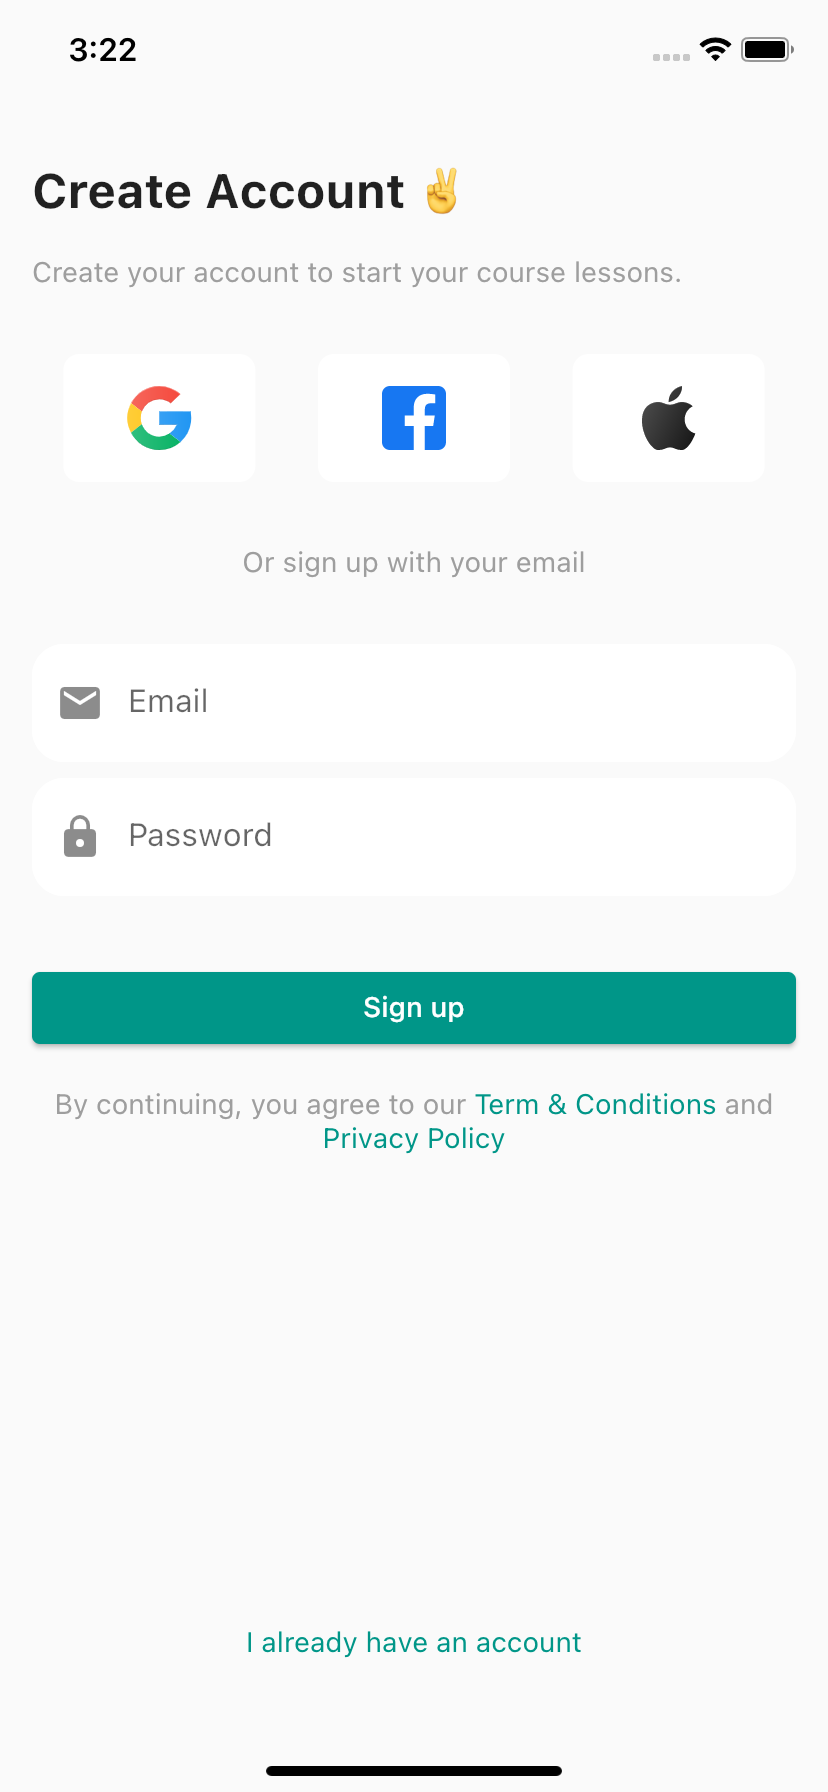 3:22
Create Account ✌️
Create your account to start your course lessons.
Or sign up with your email
Email
Password
Sign up
By continuing, you agree to our Term & Conditions and
Privacy Policy
I already have an account